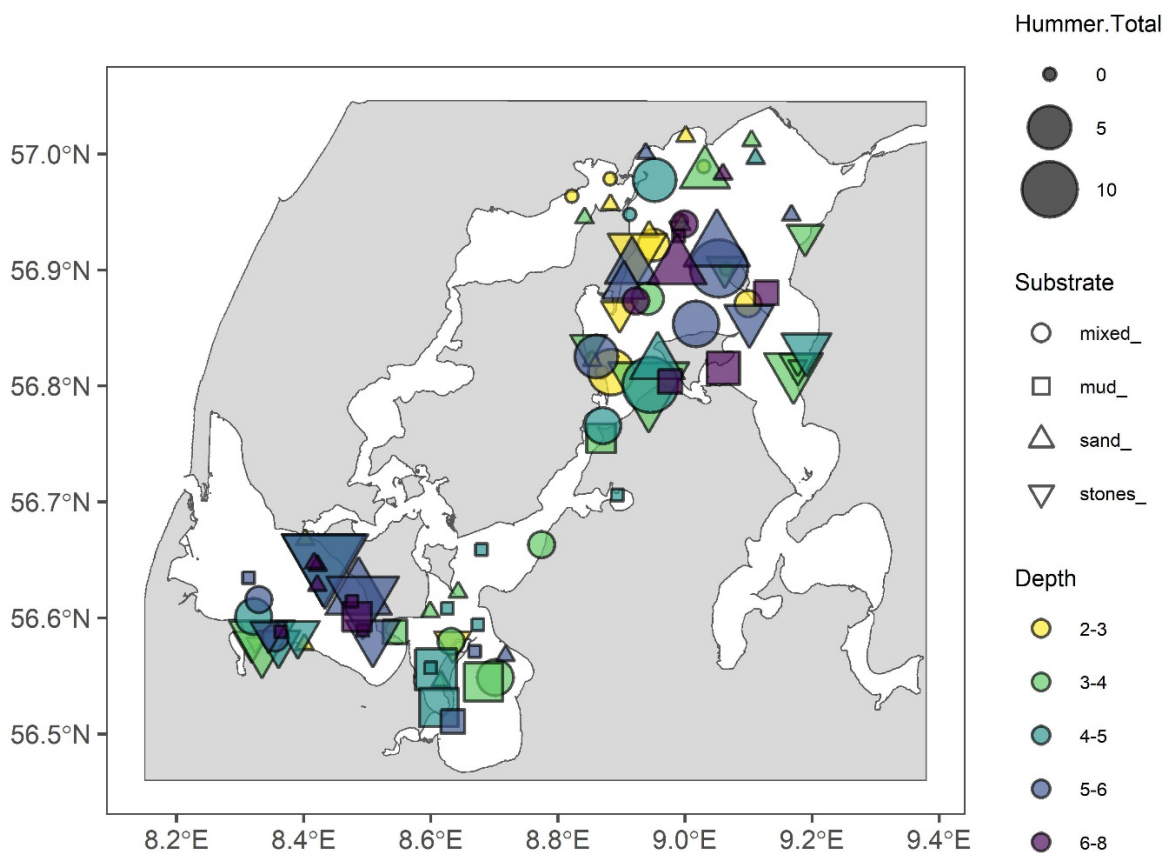 Hummer.Total
0
5
10
Substrate
mixed_
mud_
sand_
stones_
Depth
2-3
3-4
4-5
5-6
6-8
57.0°N
56.9°N
56.8°N
56.7°N
56.6°N
56.5°N
8.2°E 8.4°E 8.6°E 8.8°E 9.0°E 9.2°E 9.4°E